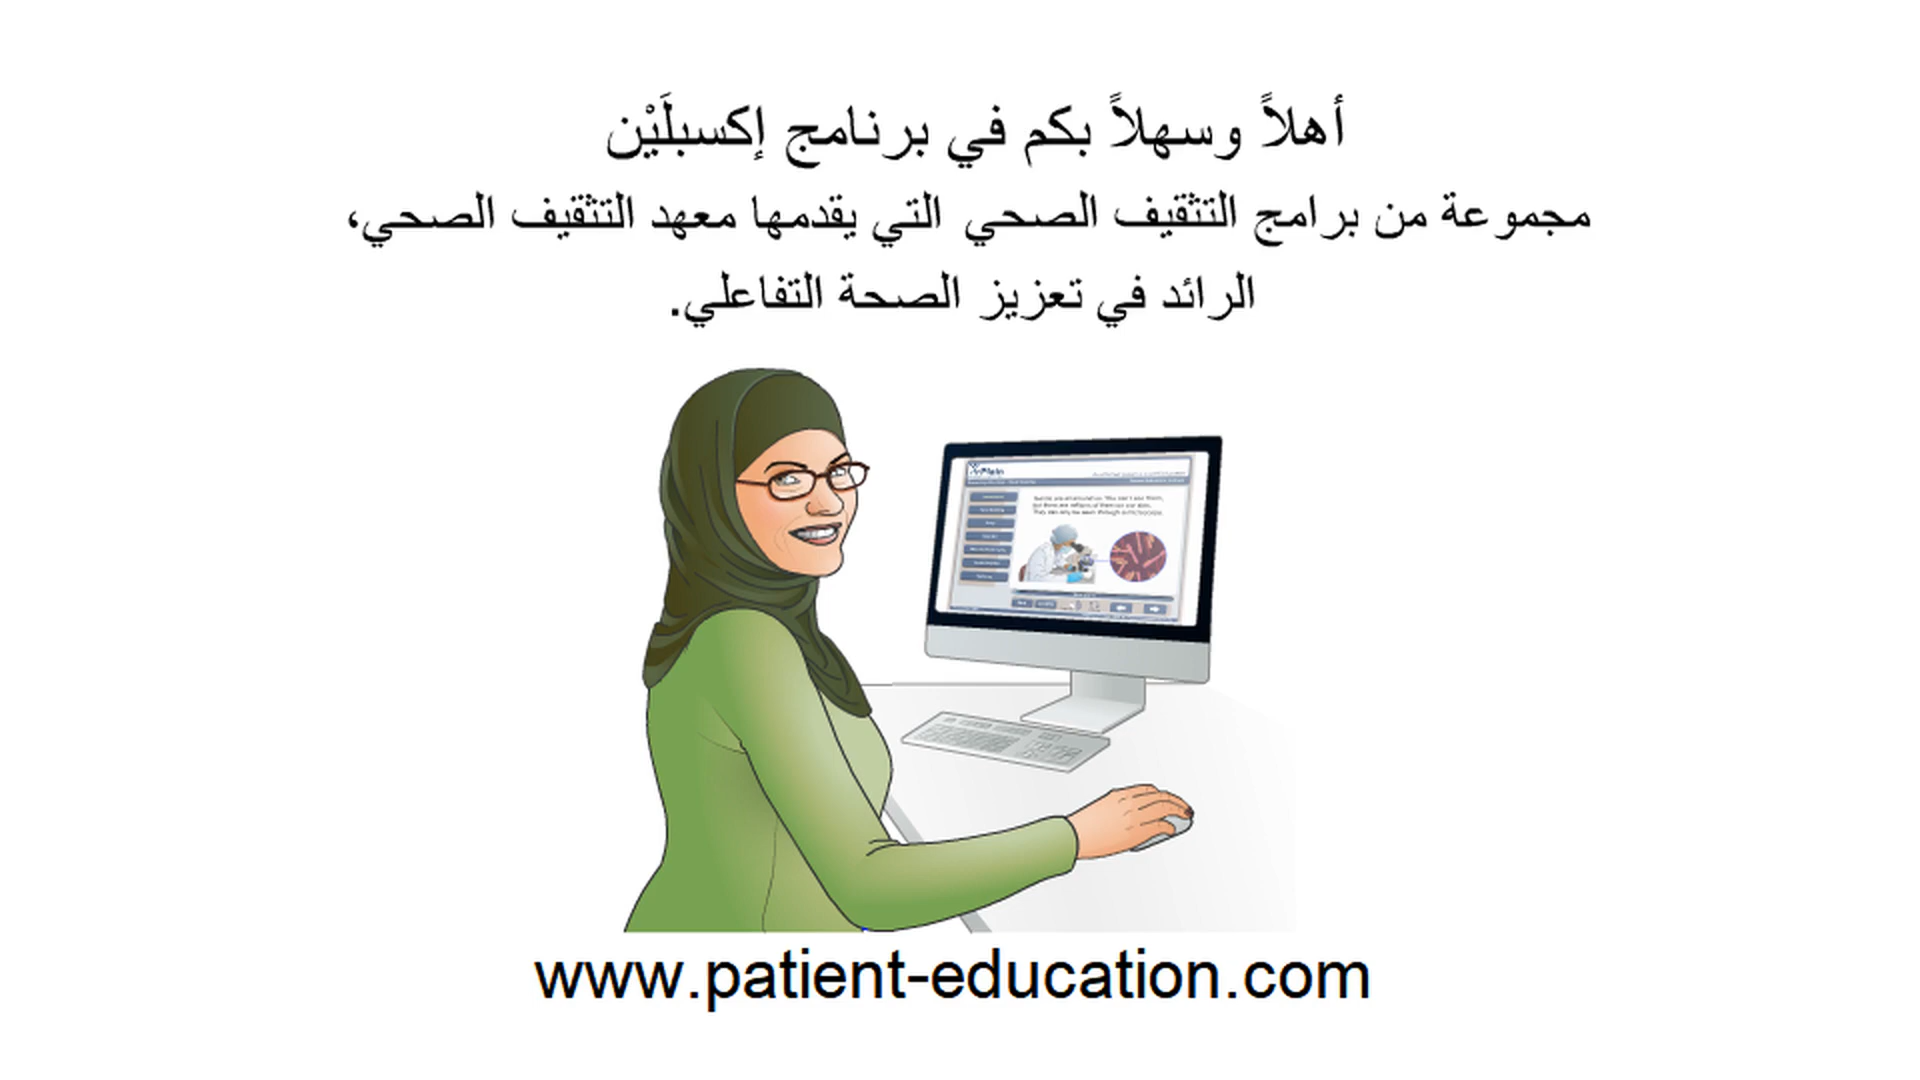 أهلاً وسهلاً بكم في برنامج إكسبلَيْن
مجموعة من برامج التثقيف الصحي التي يقدمها معهد التثقيف الصحي،
الرائد في تعزيز الصحة التفاعلي.
www.patient-education.com